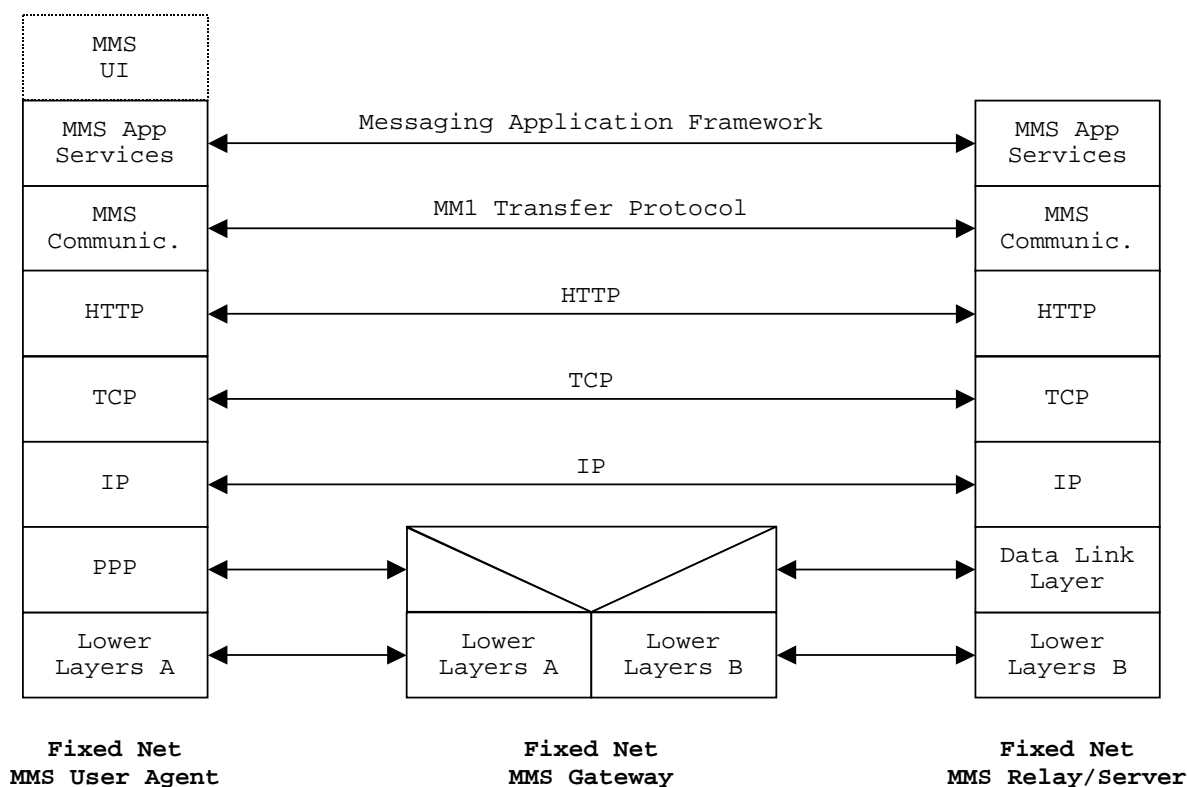 MMS
UI
MMS App
Services
Messaging Application Framework
MMS App
Services
MMS
Communic.
MM1 Transfer Protocol
MMS
Communic.
HTTP
HTTP
HTTP
TCP
TCP
TCP
IP
IP
IP
PPP
Data Link
Layer
Lower
Layers A
Lower
Layers A
Lower
Layers B
Lower
Layers B
Fixed Net
MMS User Agent
Fixed Net
MMS Gateway
Fixed Net
MMS Relay/Server